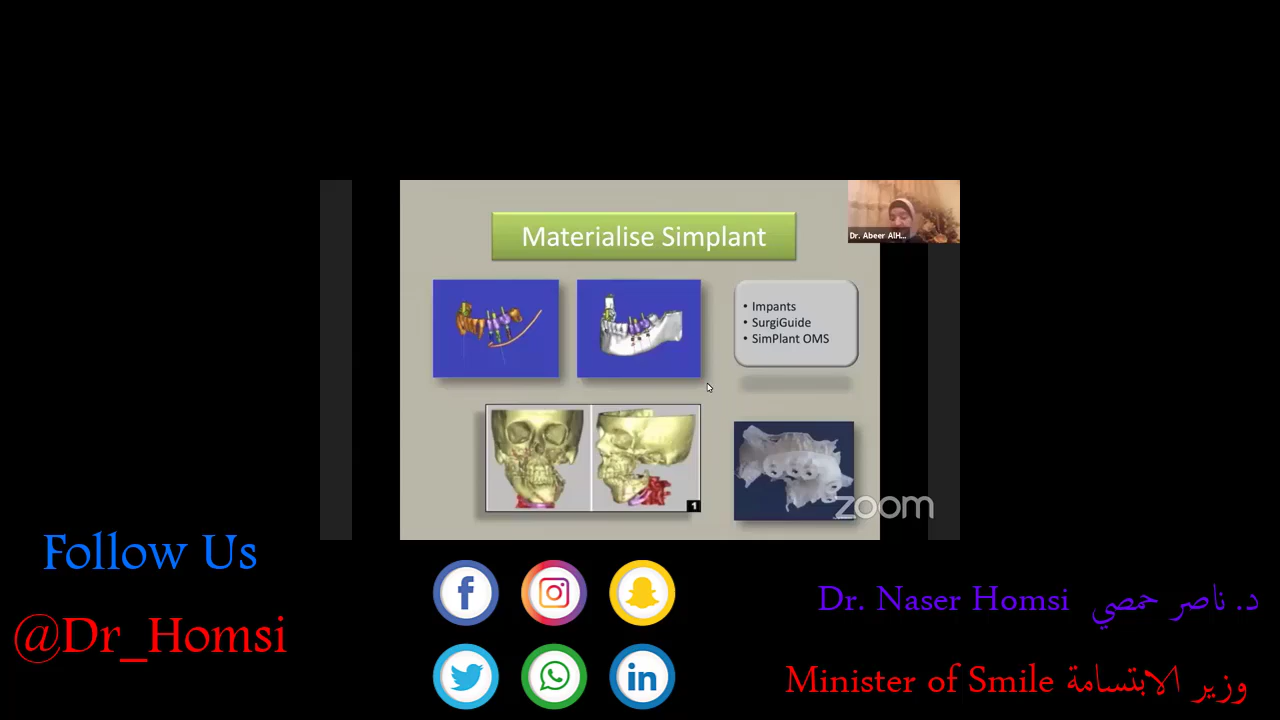 Materialise Simplant
Dr. Abeer AlH...
• Impants
• SurgiGuide
• SimPlant OMS
1
zoom
Follow Us
@Dr_Homsi
Dr. Naser Homsi د. ناصر حمصي
Minister of Smile وزير الابتسامة